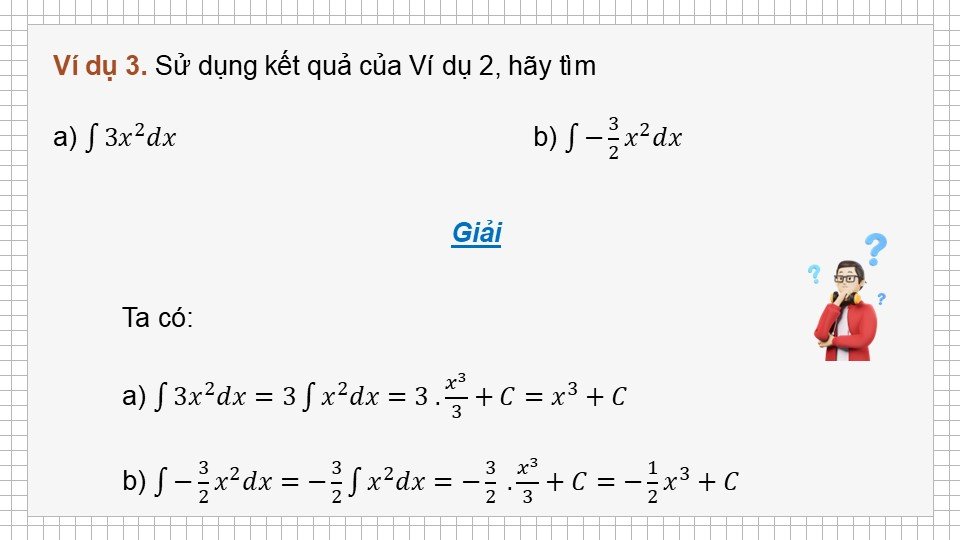 Ví dụ 3. Sử dụng kết quả của Ví dụ 2, hãy tìm
a) ∫3x²dx b) ∫−3/2 x²dx
Giải
Ta có:
a) ∫3x²dx = 3∫x²dx = 3 . x³/3 + C = x³ + C
b) ∫−3/2 x²dx = −3/2 ∫x²dx = −3/2 . x³/3 + C = −1/2 x³ + C